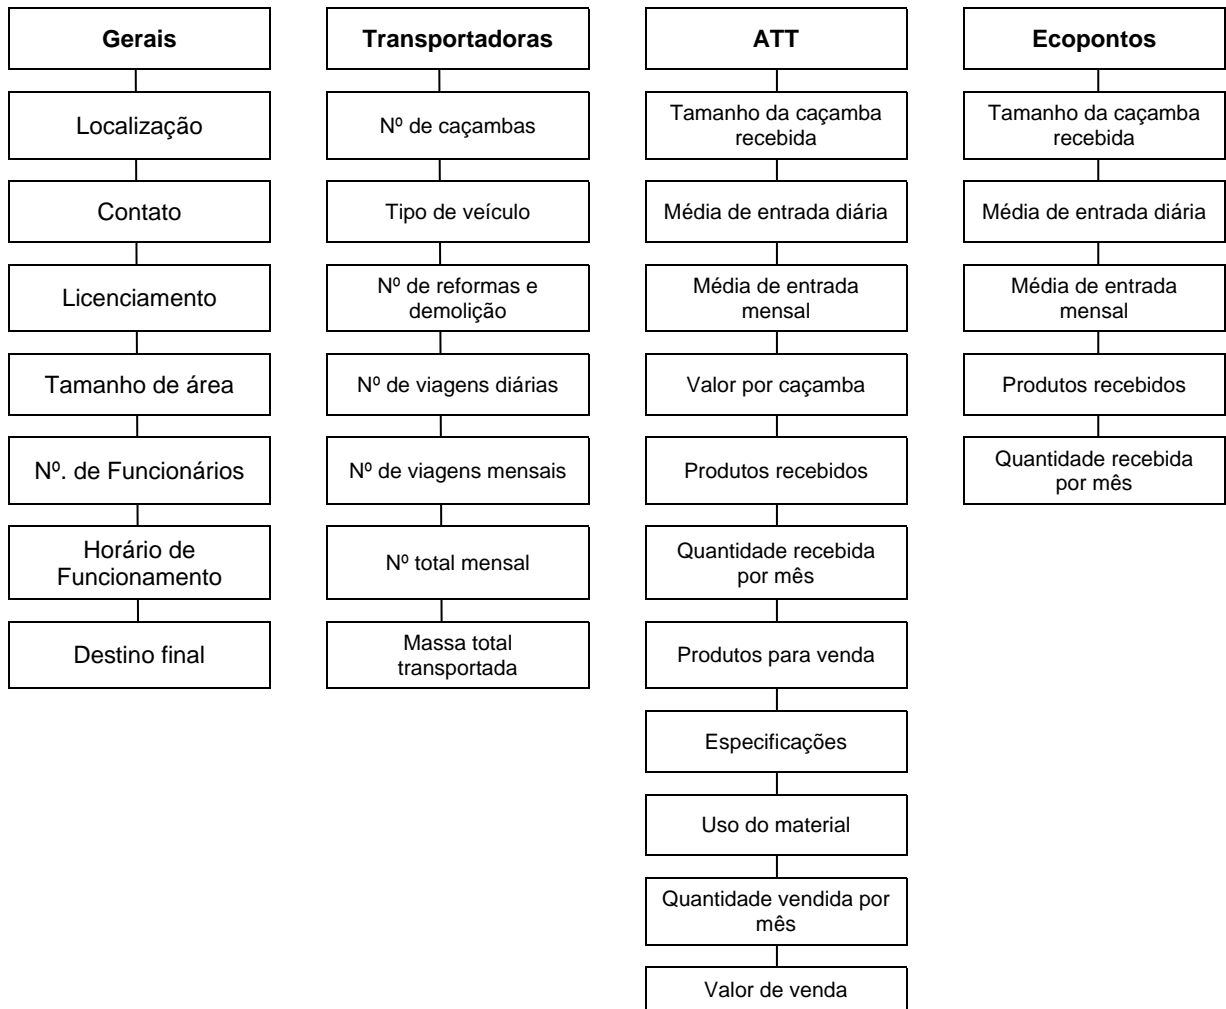 Gerais
Localização
Contato
Licenciamento
Tamanho de área
Nº. de Funcionários
Horário de
Funcionamento
Destino final
Transportadoras
Nº de caçambas
Tipo de veículo
Nº de reformas e
demolição
Nº de viagens diárias
Nº de viagens mensais
Nº total mensal
Massa total
transportada
ATT
Tamanho da caçamba
recebida
Média de entrada diária
Média de entrada
mensal
Valor por caçamba
Produtos recebidos
Quantidade recebida
por mês
Produtos para venda
Especificações
Uso do material
Quantidade vendida por
mês
Valor de venda
Ecopontos
Tamanho da caçamba
recebida
Média de entrada diária
Média de entrada
mensal
Produtos recebidos
Quantidade recebida
por mês